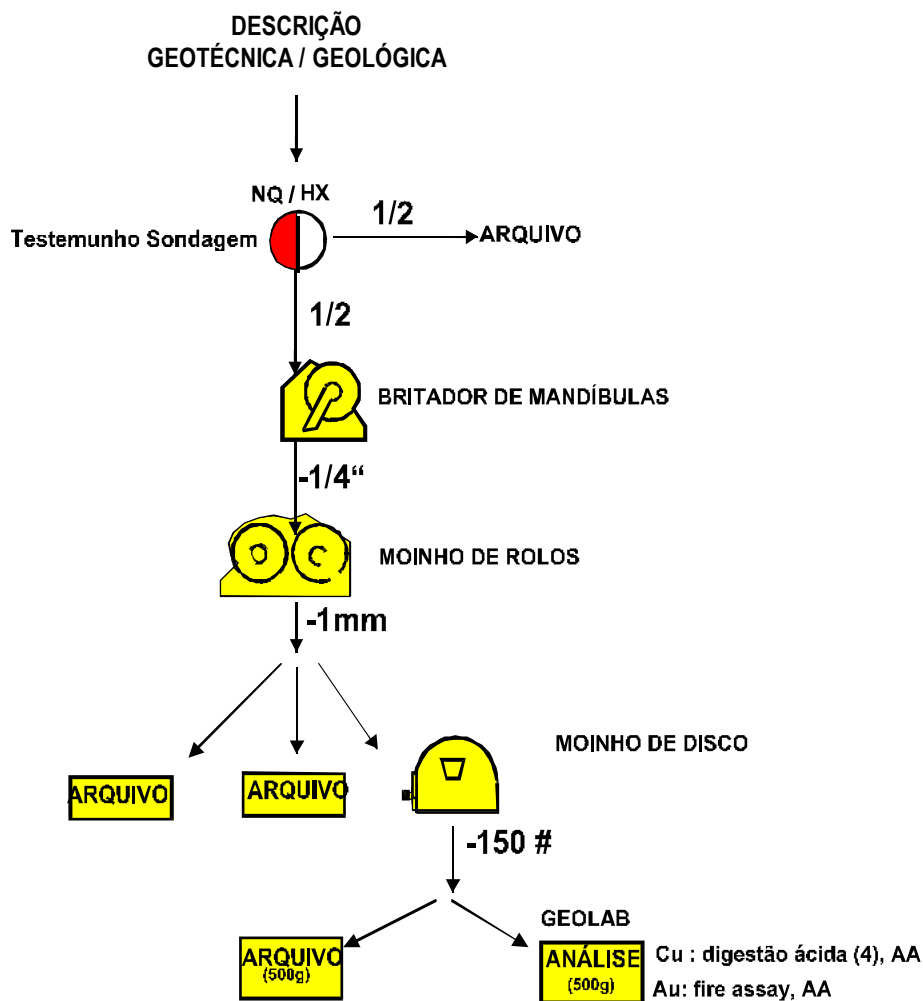 DESCRIÇÃO
GEOTÉCNICA / GEOLÓGICA
NQ / HX
1/2
Testemunho Sondagem
ARQUIVO
1/2
BRITADOR DE MANDÍBULAS
-1/4“
MOINHO DE ROLOS
-1mm
MOINHO DE DISCO
ARQUIVO
ARQUIVO
-150 #
GEOLAB
ARQUIVO
(500g)
ANÁLISE
(500g)
Cu : digestão ácida (4), AA
Au: fire assay, AA